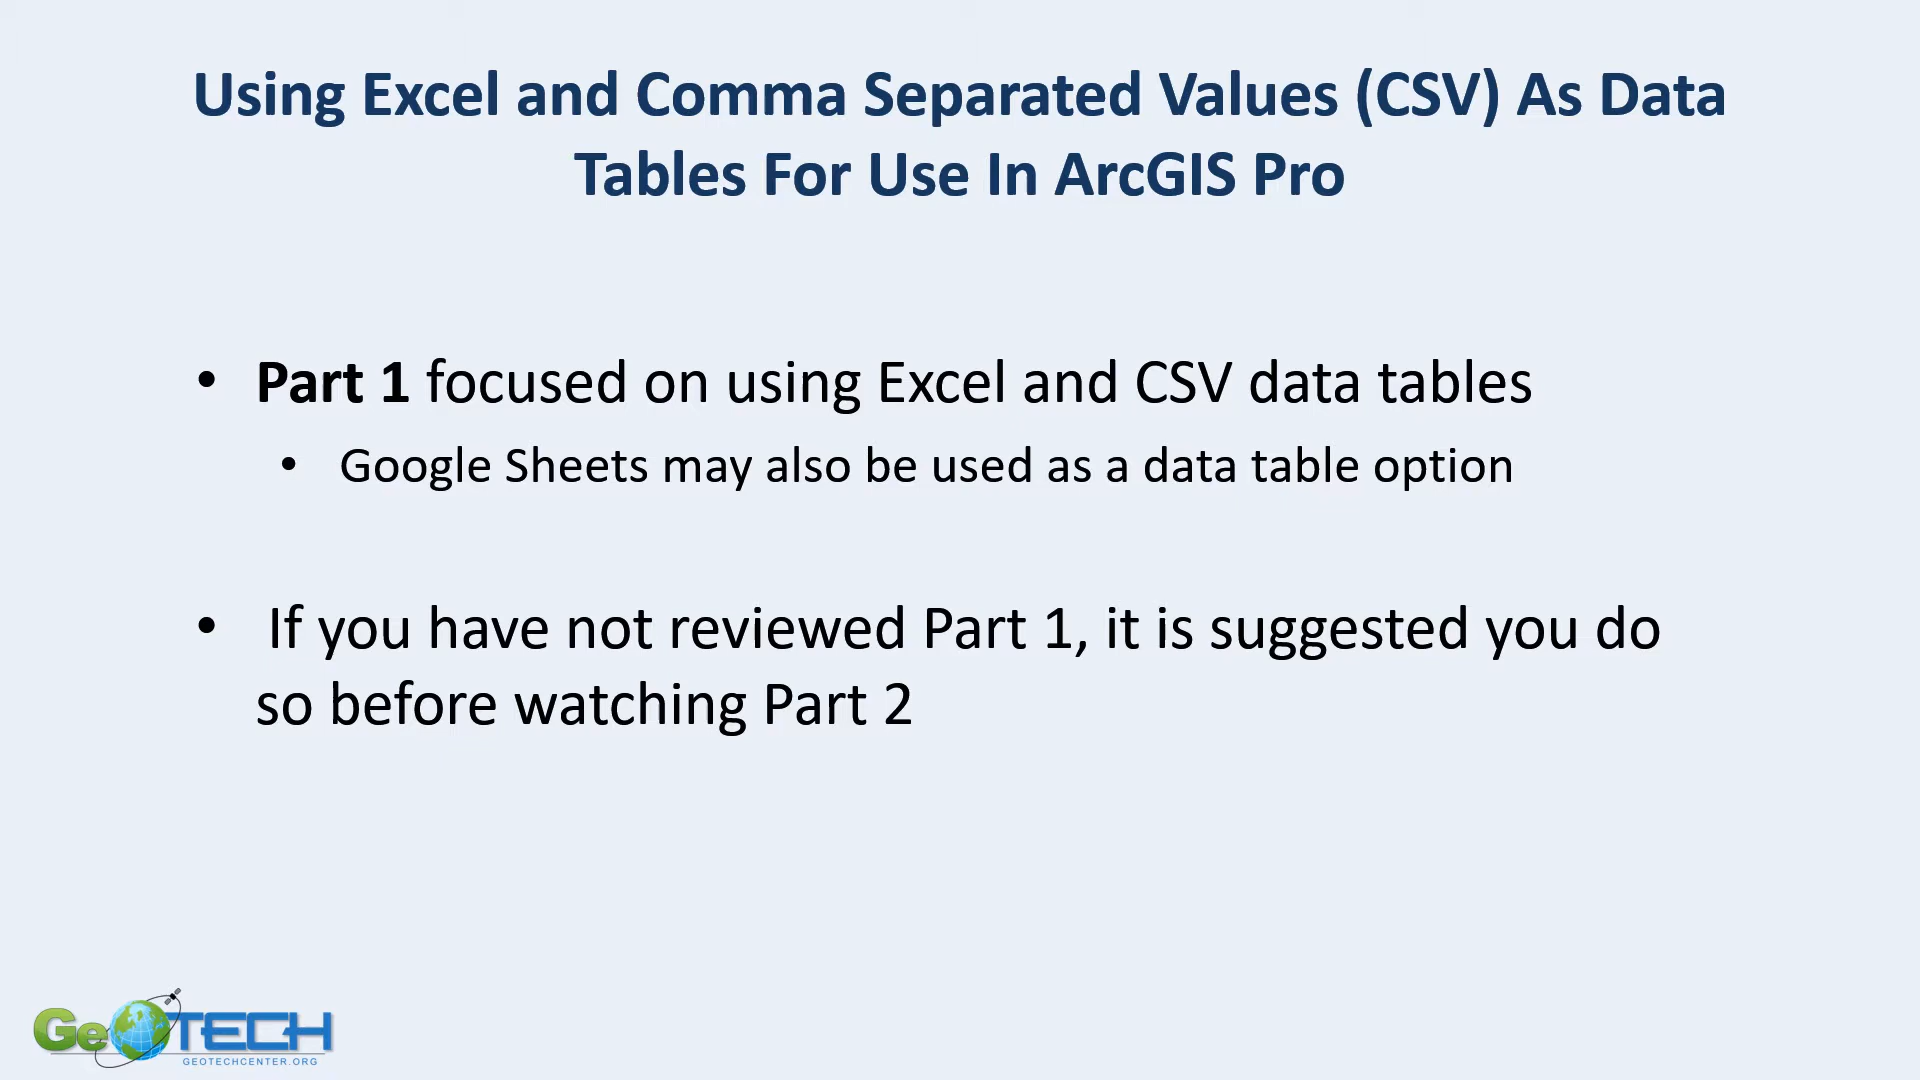 Using Excel and Comma Separated Values (CSV) As Data
Tables For Use In ArcGIS Pro
• Part 1 focused on using Excel and CSV data tables
• Google Sheets may also be used as a data table option
• If you have not reviewed Part 1, it is suggested you do
so before watching Part 2
GeoTECH
GEOTECHCENTER.ORG